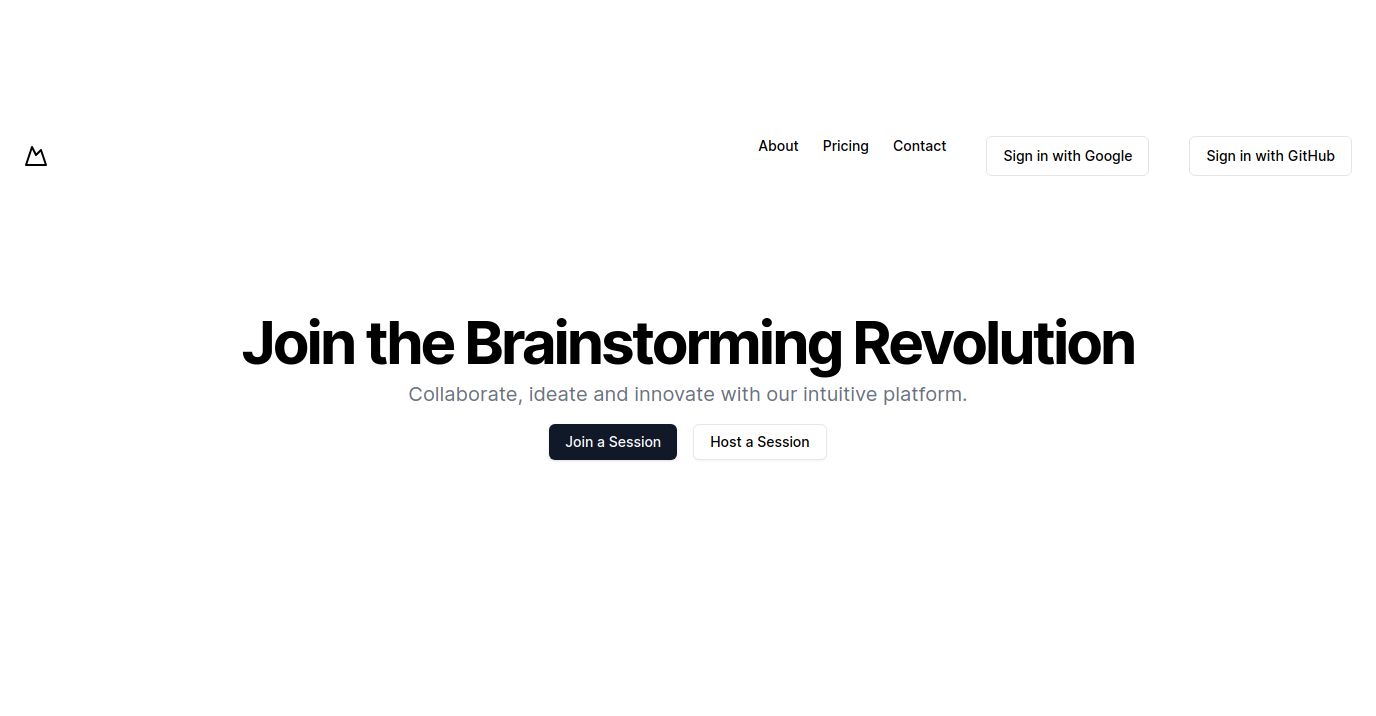 About Pricing Contact Sign in with Google Sign in with GitHub
Join the Brainstorming Revolution
Collaborate, ideate and innovate with our intuitive platform.
Join a Session Host a Session